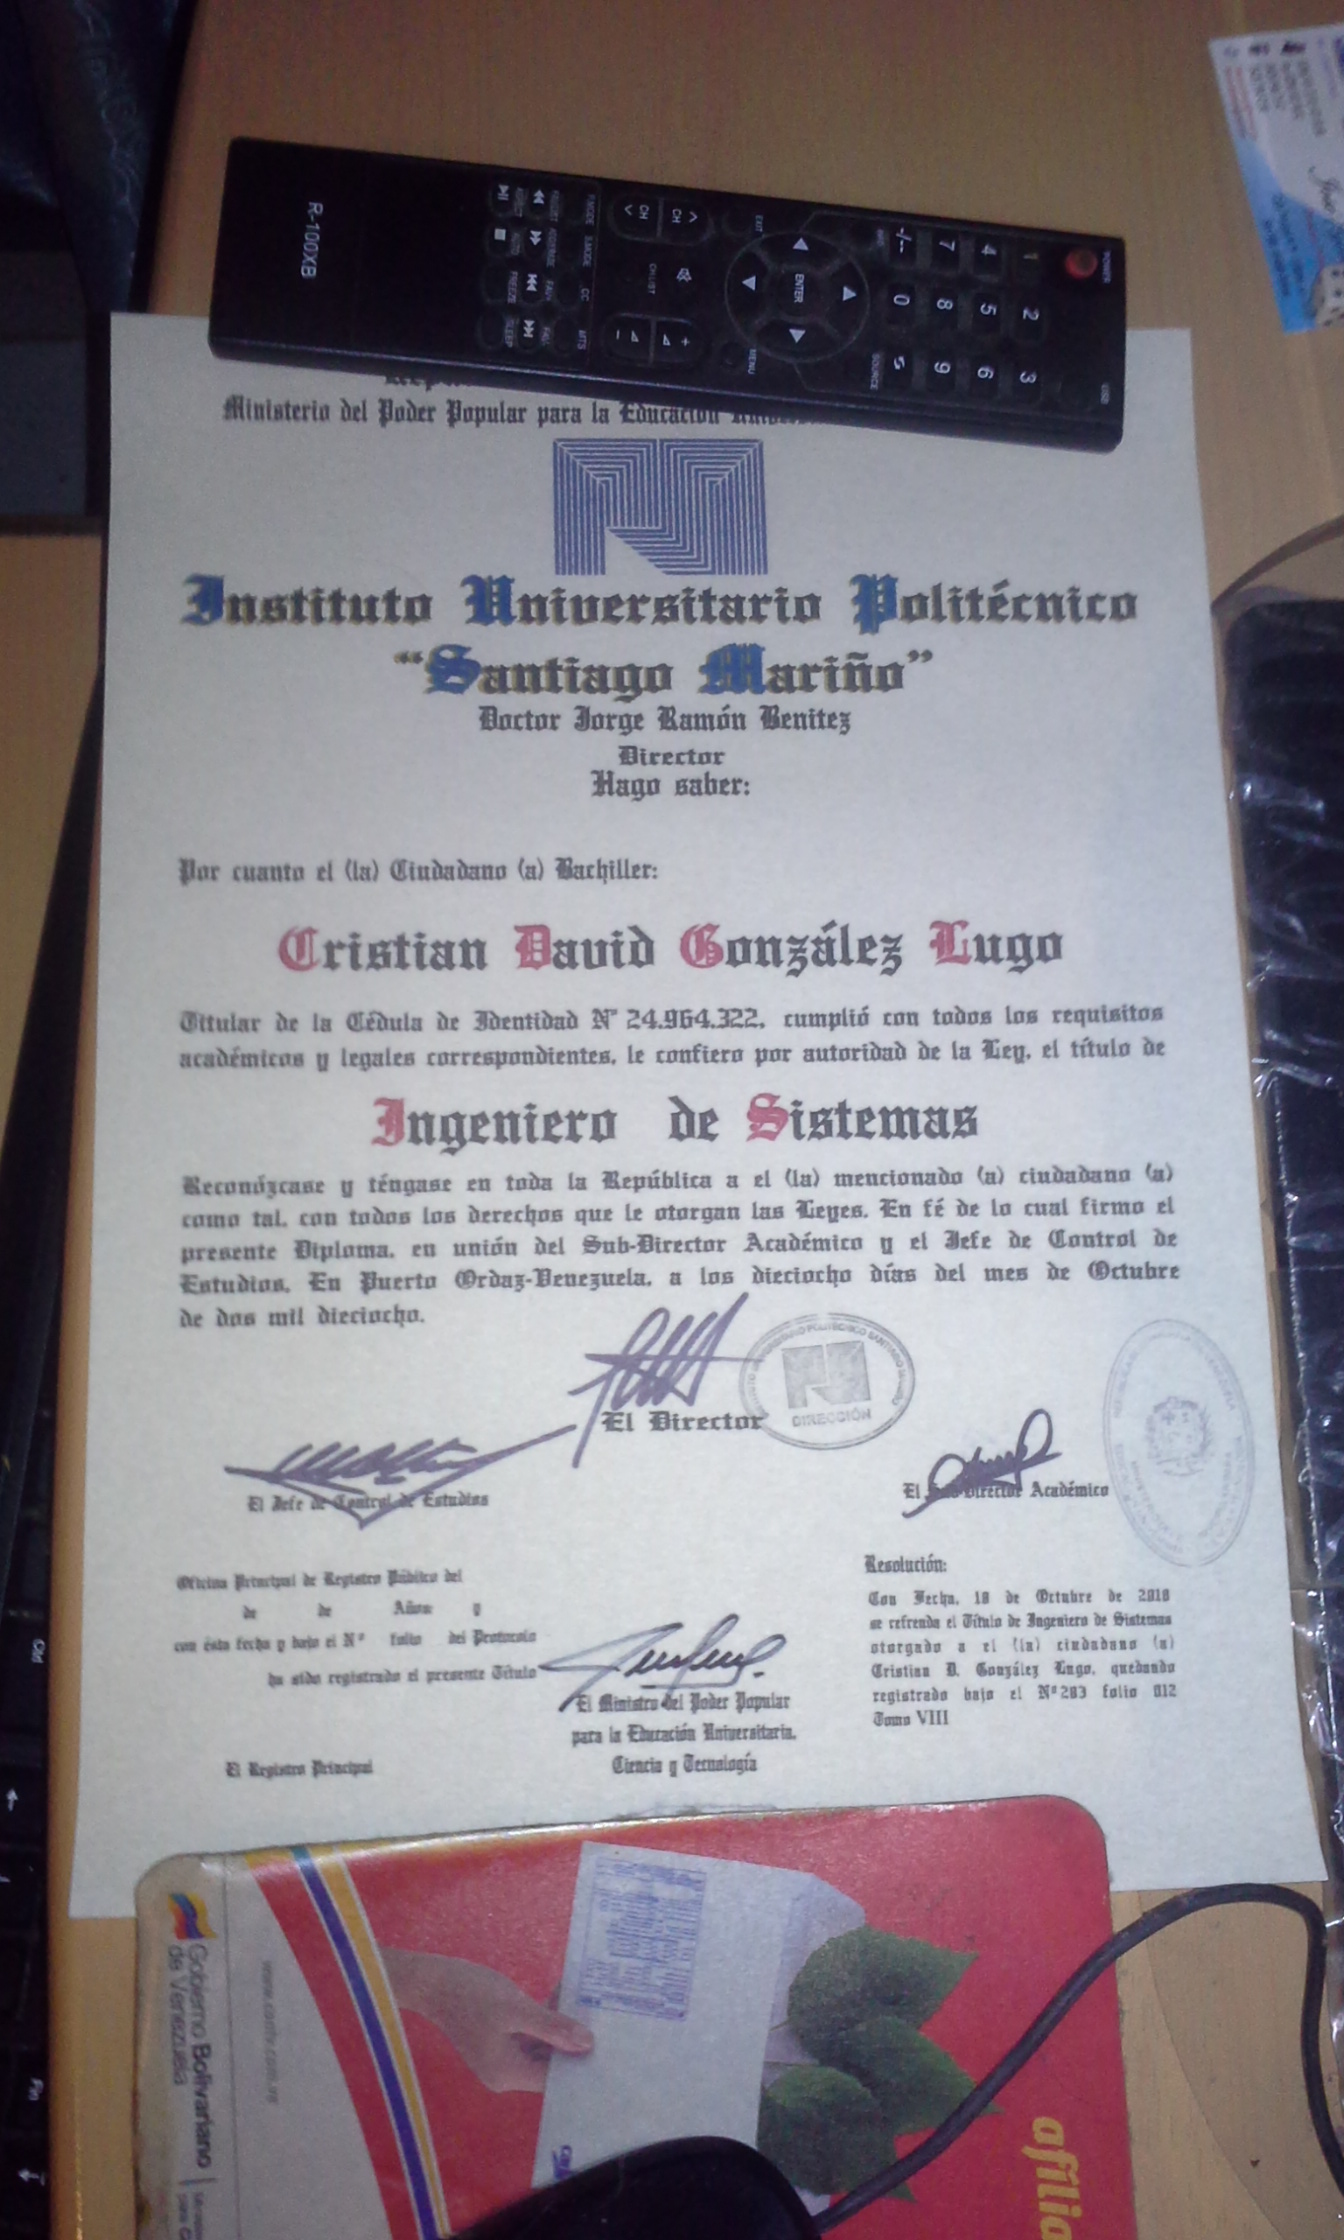 R-100XB
POWER
1 2 3
4 5 6
7 8 9
-/-- 0
SOURCE
EXIT
ENTER
MENU
CH
CH
CH.LIST
P.MODE S.MODE CC MTS
FAV
FREEZE
SLEEP
Ministerio del Poder Popular para la Educación
Instituto Universitario Politécnico
“Santiago Mariño”
Doctor Jorge Ramón Benitez
Director
Hago saber:
Por cuanto el (la) Ciudadano (a) Bachiller:
Cristian David González Lugo
Titular de la Cédula de Identidad N° 24.964.322, cumplió con todos los requisitos
académicos y legales correspondientes, le confiero por autoridad de la Ley, el título de
Ingeniero de Sistemas
Reconózcase y téngase en toda la República a el (la) mencionado (a) ciudadano (a)
como tal, con todos los derechos que le otorgan las Leyes. En fé de lo cual firmo el
presente Diploma, en unión del Sub-Director Académico y el Jefe de Control de
Estudios, En Puerto Ordaz-Venezuela, a los dieciocho días del mes de Octubre
de dos mil dieciocho.
El Director
DIRECCIÓN
El Jefe de Control de Estudios
El Sub-Director Académico
Oficina Principal de Registro Público del
de de Años: y
con ésta fecha y bajo el N° folio del Protocolo
ha sido registrado el presente Título
El Registro Principal
El Ministro del Poder Popular
para la Educación Universitaria,
Ciencia y Tecnología
Resolución:
Con Fecha, 18 de Octubre de 2018
se refrenda el Título de Ingeniero de Sistemas
otorgado a el (la) ciudadano (a)
Cristian D. González Lugo, quedando
registrado bajo el N°283 folio 012
Tomo VIII
Gobierno Bolivariano
de Venezuela
www.cantv.com.ve
afilia
Ctrl
Fin